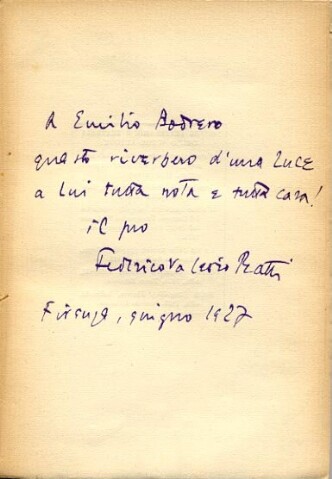 A Emilio Bodrero
questo riverbero d'una luce
a lui tutta nota e tutta cara!
il suo
Federico Valerio Ratti
Firenze, giugno 1927